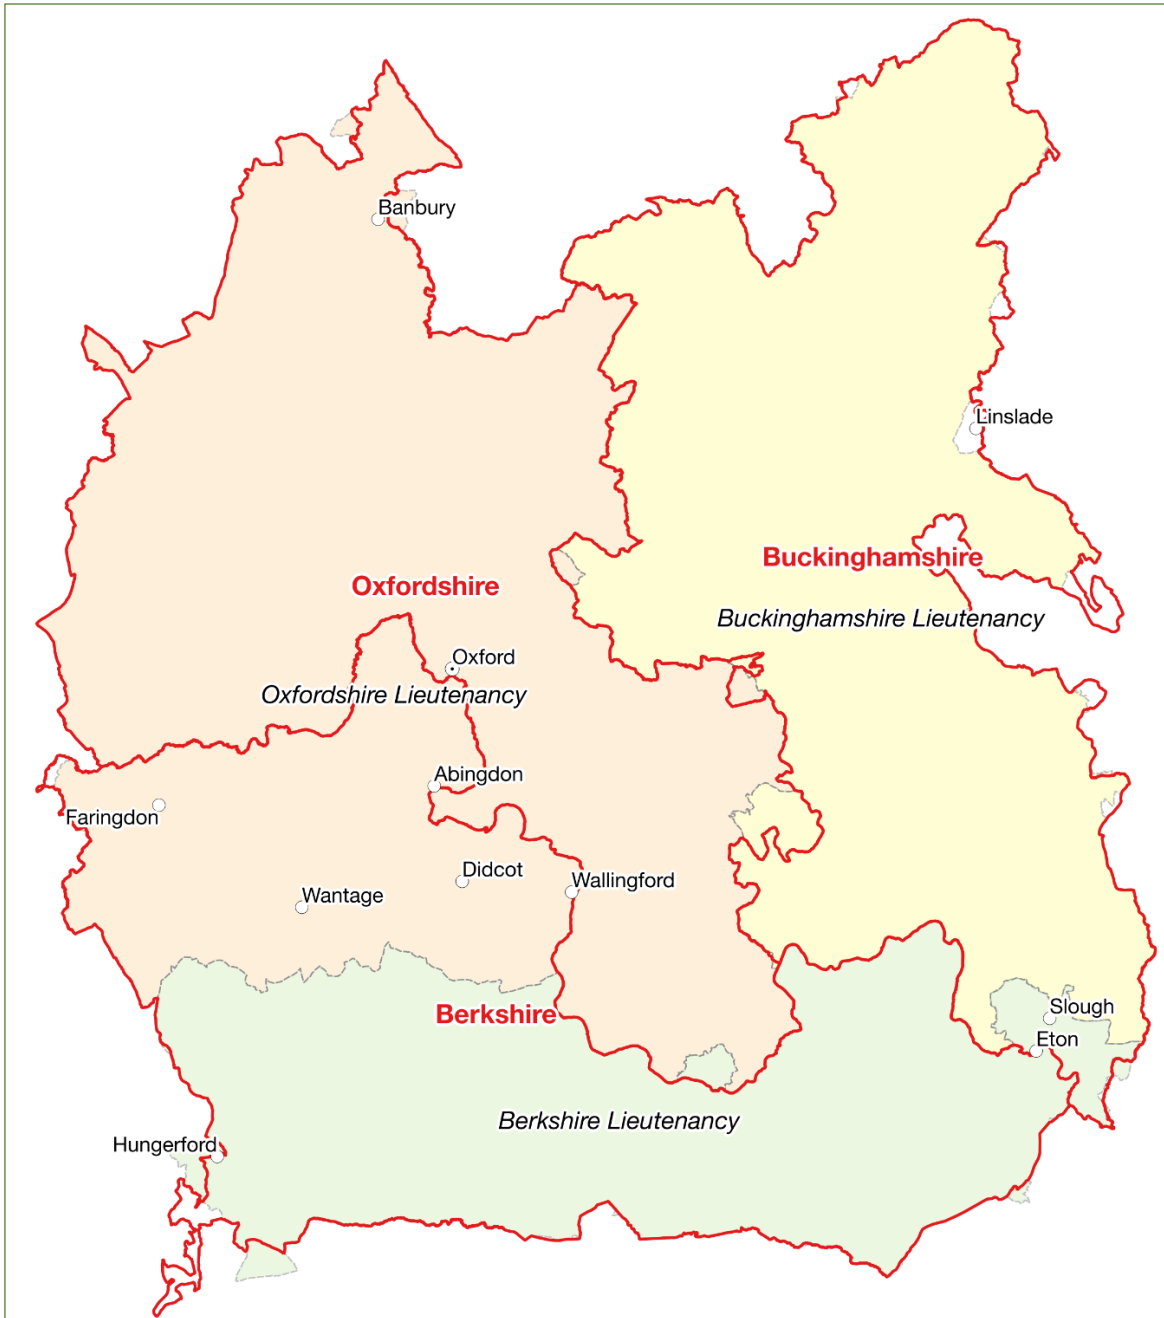 Banbury
Linslade
Buckinghamshire
Oxfordshire
Buckinghamshire Lieutenancy
Oxford
Oxfordshire Lieutenancy
Abingdon
Faringdon
Didcot
Wallingford
Wantage
Slough
Berkshire
Eton
Berkshire Lieutenancy
Hungerford